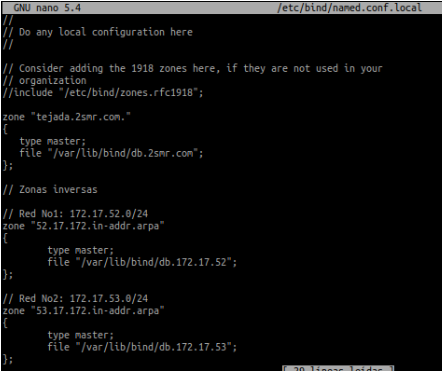 GNU nano 5.4 /etc/bind/named.conf.local
//
// Do any local configuration here
//
// Consider adding the 1918 zones here, if they are not used in your
// organization
//include "/etc/bind/zones.rfc1918";
zone "tejada.2smr.com."
{
type master;
file "/var/lib/bind/db.2smr.com";
};
// Zonas inversas
// Red No1: 172.17.52.0/24
zone "52.17.172.in-addr.arpa"
{
type master;
file "/var/lib/bind/db.172.17.52";
};
// Red No2: 172.17.53.0/24
zone "53.17.172.in-addr.arpa"
{
type master;
file "/var/lib/bind/db.172.17.53";
};
[ 29 líneas leídas ]